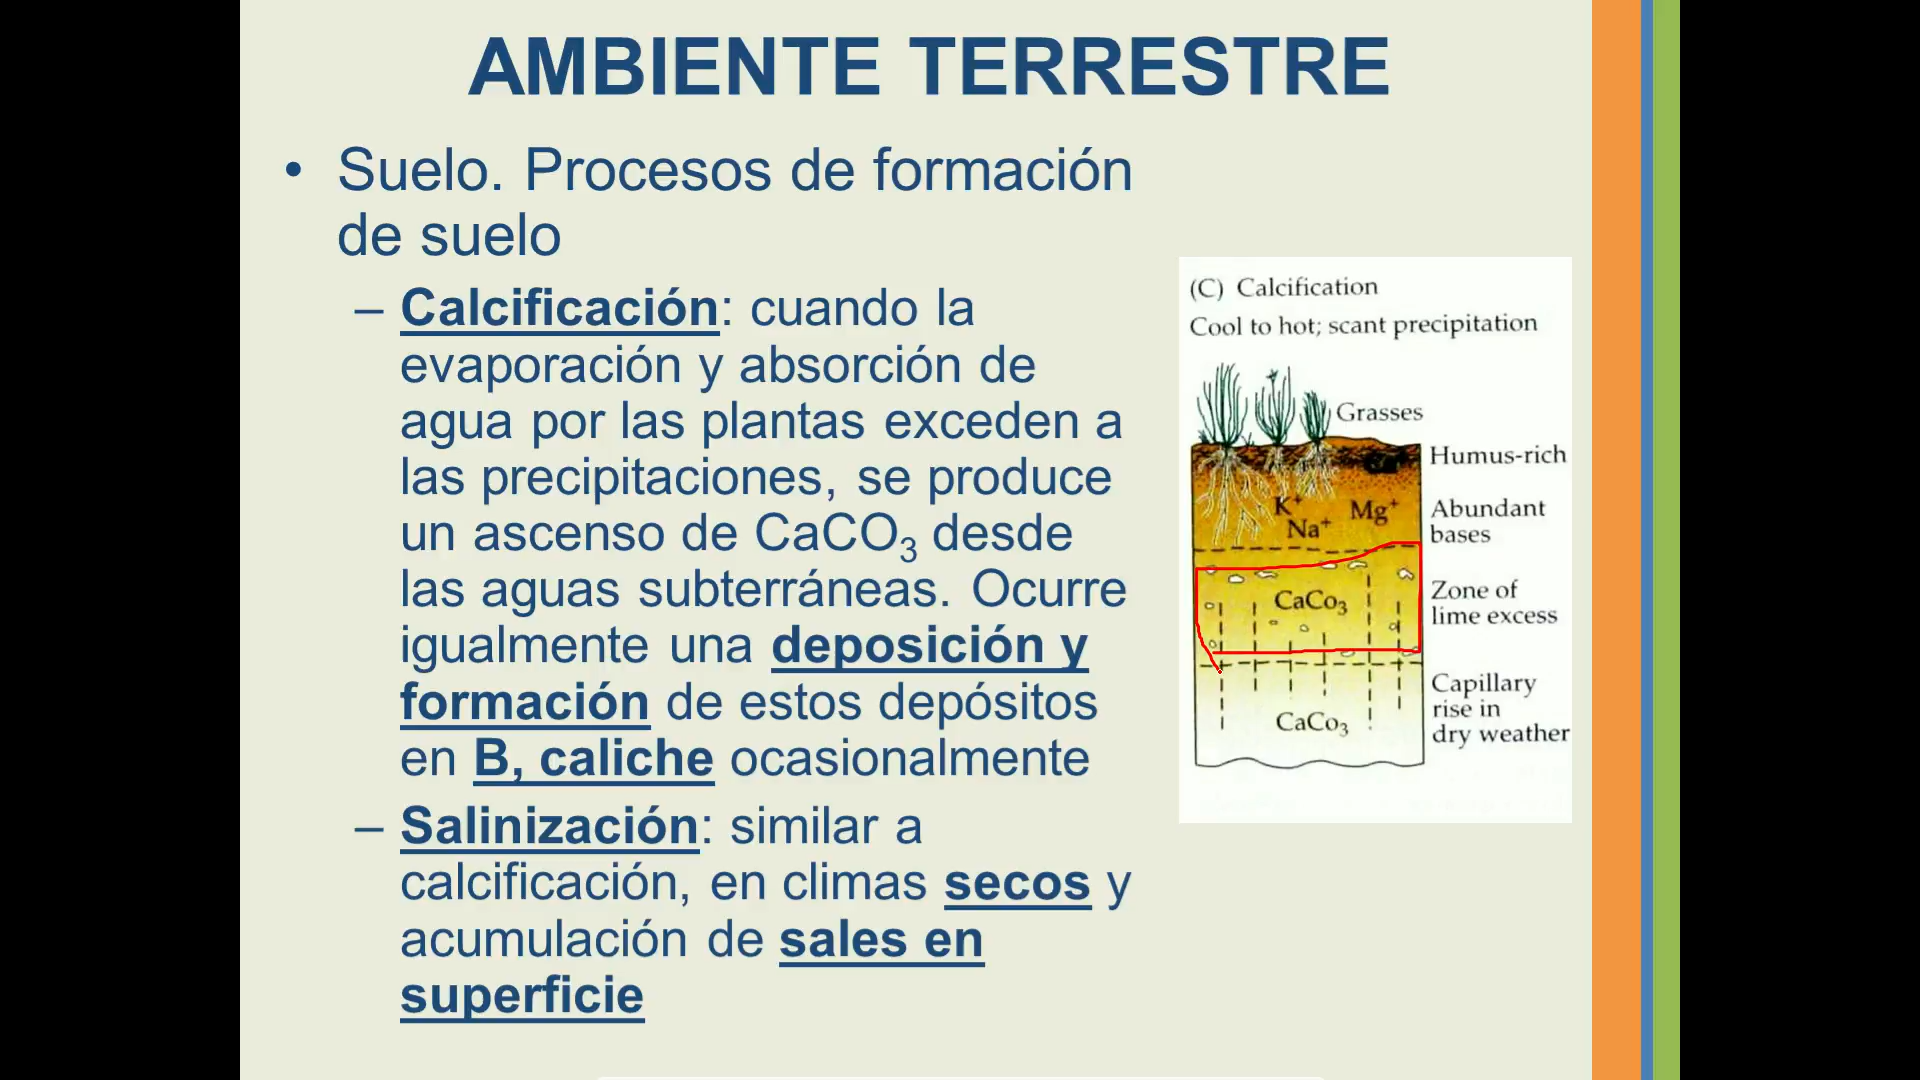 AMBIENTE TERRESTRE
• Suelo. Procesos de formación
de suelo
– Calcificación: cuando la
evaporación y absorción de
agua por las plantas exceden a
las precipitaciones, se produce
un ascenso de CaCO₃ desde
las aguas subterráneas. Ocurre
igualmente una deposición y
formación de estos depósitos
en B, caliche ocasionalmente
– Salinización: similar a
calcificación, en climas secos y
acumulación de sales en
superficie
(C) Calcification
Cool to hot; scant precipitation
Grasses
Humus-rich
K⁺
Na⁺
Mg⁺
Abundant
bases
CaCo₃
Zone of
lime excess
CaCo₃
Capillary
rise in
dry weather